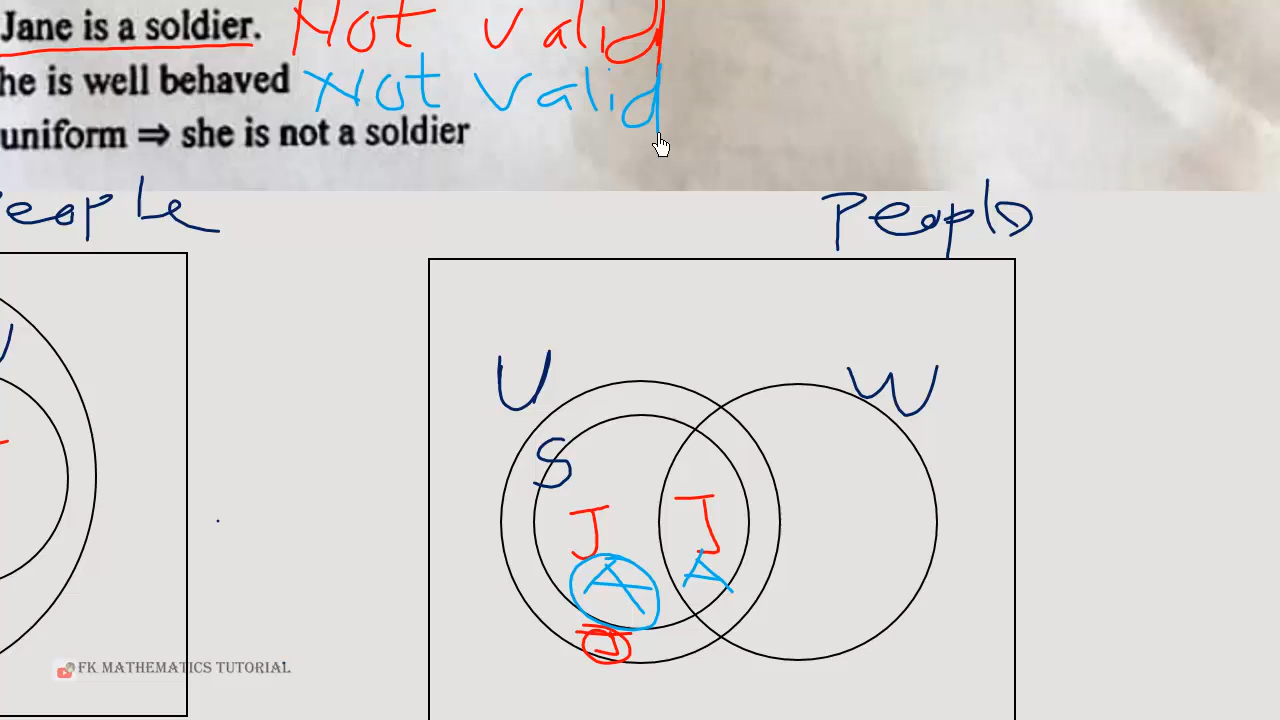 Jane is a soldier. Not valid
he is well behaved Not valid
uniform ⇒ she is not a soldier
People
People
U
W
S
J
J
A
A
J
FK MATHEMATICS TUTORIAL